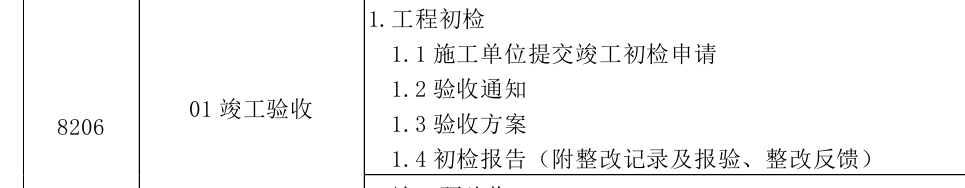 1.工程初检
1.1 施工单位提交竣工初检申请
1.2 验收通知
01 竣工验收
8206
1.3 验收方案
1.4 初检报告（附整改记录及报验、整改反馈）